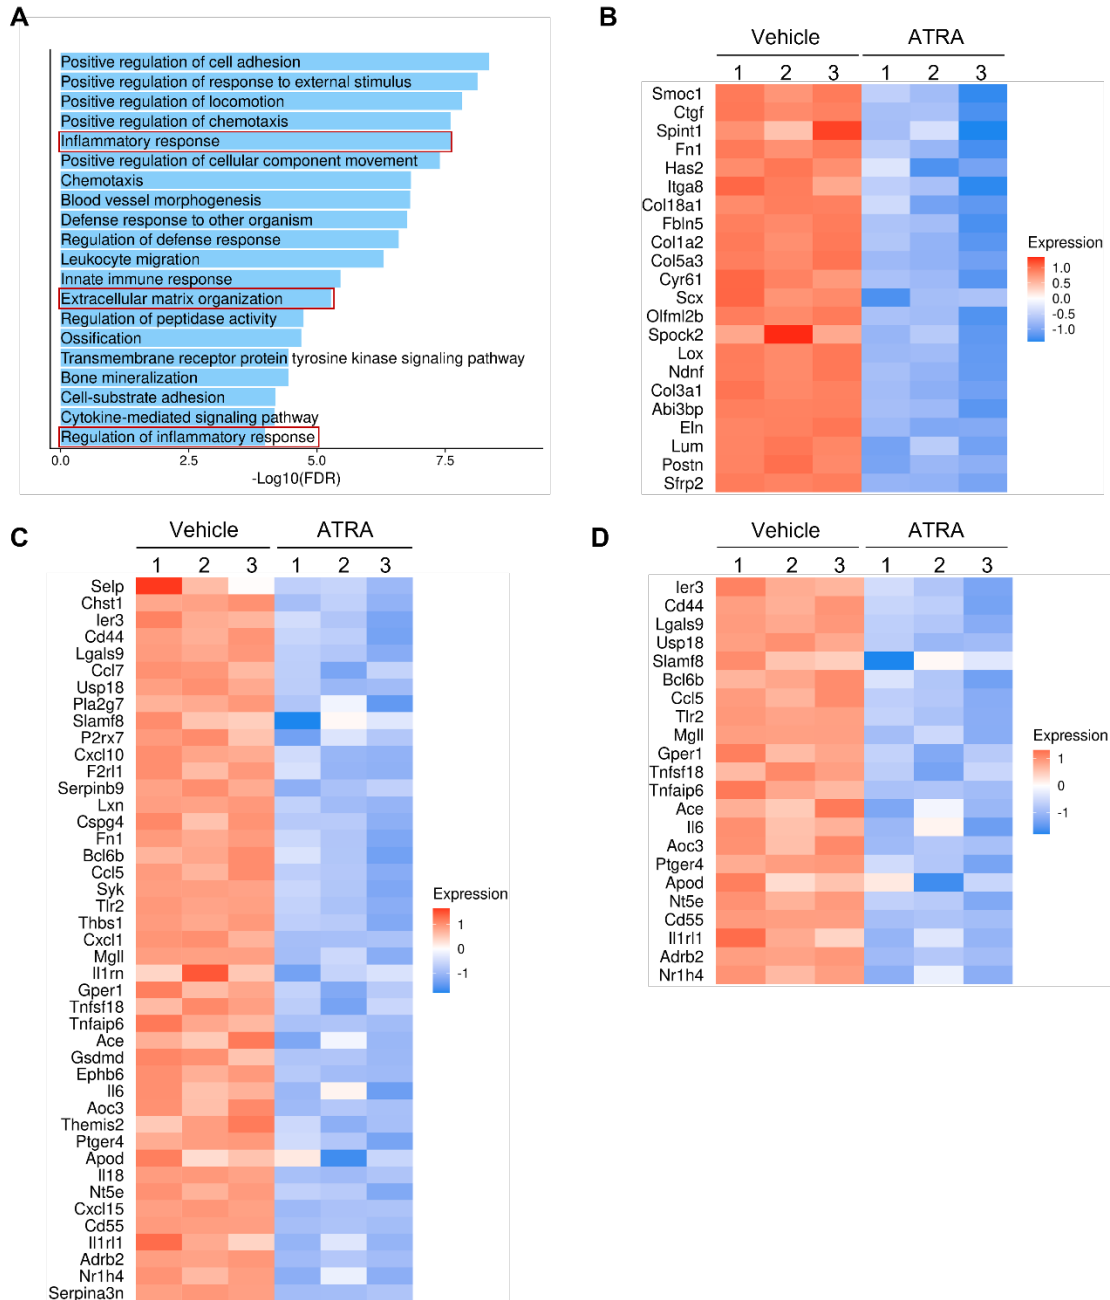 A
Positive regulation of cell adhesion
Positive regulation of response to external stimulus
Positive regulation of locomotion
Positive regulation of chemotaxis
Inflammatory response
Positive regulation of cellular component movement
Chemotaxis
Blood vessel morphogenesis
Defense response to other organism
Regulation of defense response
Leukocyte migration
Innate immune response
Extracellular matrix organization
Regulation of peptidase activity
Ossification
Transmembrane receptor protein tyrosine kinase signaling pathway
Bone mineralization
Cell-substrate adhesion
Cytokine-mediated signaling pathway
Regulation of inflammatory response
0.0 2.5 5.0 7.5
-Log10(FDR)
B
Vehicle ATRA
1 2 3 1 2 3
Smoc1
Ctgf
Spint1
Fn1
Has2
Itga8
Col18a1
Fbln5
Col1a2
Col5a3
Cyr61
Scx
Olfml2b
Spock2
Lox
Ndnf
Col3a1
Abi3bp
Eln
Lum
Postn
Sfrp2
Expression
1.0
0.5
0.0
-0.5
-1.0
C
Vehicle ATRA
1 2 3 1 2 3
Selp
Chst1
Ier3
Cd44
Lgals9
Ccl7
Usp18
Pla2g7
Slamf8
P2rx7
Cxcl10
F2rl1
Serpinb9
Lxn
Cspg4
Fn1
Bcl6b
Ccl5
Syk
Tlr2
Thbs1
Cxcl1
Mgll
Il1rn
Gper1
Tnfsf18
Tnfaip6
Ace
Gsdmd
Ephb6
Il6
Aoc3
Themis2
Ptger4
Apod
Il18
Nt5e
Cxcl15
Cd55
Il1rl1
Adrb2
Nr1h4
Serpina3n
Expression
1
0
-1
D
Vehicle ATRA
1 2 3 1 2 3
Ier3
Cd44
Lgals9
Usp18
Slamf8
Bcl6b
Ccl5
Tlr2
Mgll
Gper1
Tnfsf18
Tnfaip6
Ace
Il6
Aoc3
Ptger4
Apod
Nt5e
Cd55
Il1rl1
Adrb2
Nr1h4
Expression
1
0
-1